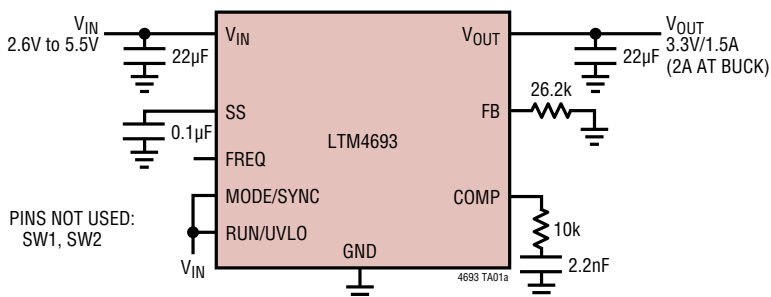 VIN
2.6V to 5.5V
22µF
VIN
VOUT
VOUT
3.3V/1.5A
(2A AT BUCK)
22µF
26.2k
SS
FB
0.1µF
LTM4693
FREQ
MODE/SYNC
COMP
PINS NOT USED:
SW1, SW2
RUN/UVLO
10k
VIN
GND
2.2nF
4693 TA01a